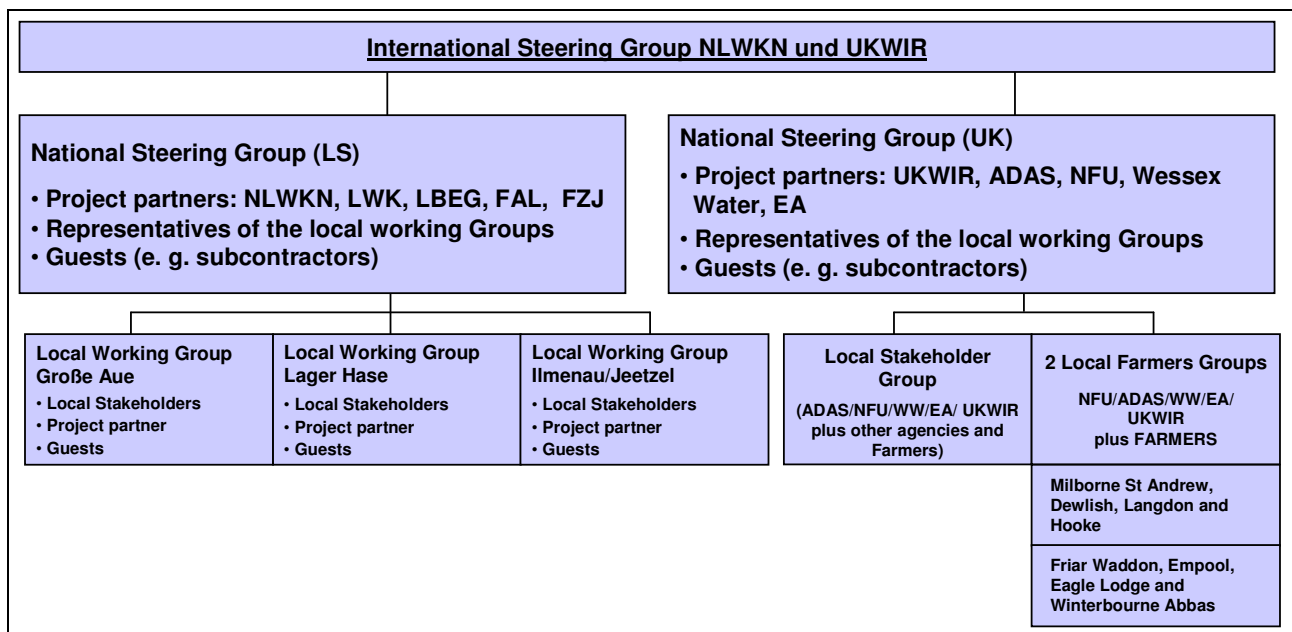 International Steering Group NLWKN und UKWIR
National Steering Group (LS)
• Project partners: NLWKN, LWK, LBEG, FAL, FZJ
• Representatives of the local working Groups
• Guests (e. g. subcontractors)
National Steering Group (UK)
• Project partners: UKWIR, ADAS, NFU, Wessex
Water, EA
• Representatives of the local working Groups
• Guests (e. g. subcontractors)
Local Working Group
Große Aue
• Local Stakeholders
• Project partner
• Guests
Local Working Group
Lager Hase
• Local Stakeholders
• Project partner
• Guests
Local Working Group
Ilmenau/Jeetzel
• Local Stakeholders
• Project partner
• Guests
Local Stakeholder
Group
(ADAS/NFU/WW/EA/ UKWIR
plus other agencies and
Farmers)
2 Local Farmers Groups
NFU/ADAS/WW/EA/
UKWIR
plus FARMERS
Milborne St Andrew,
Dewlish, Langdon and
Hooke
Friar Waddon, Empool,
Eagle Lodge and
Winterbourne Abbas